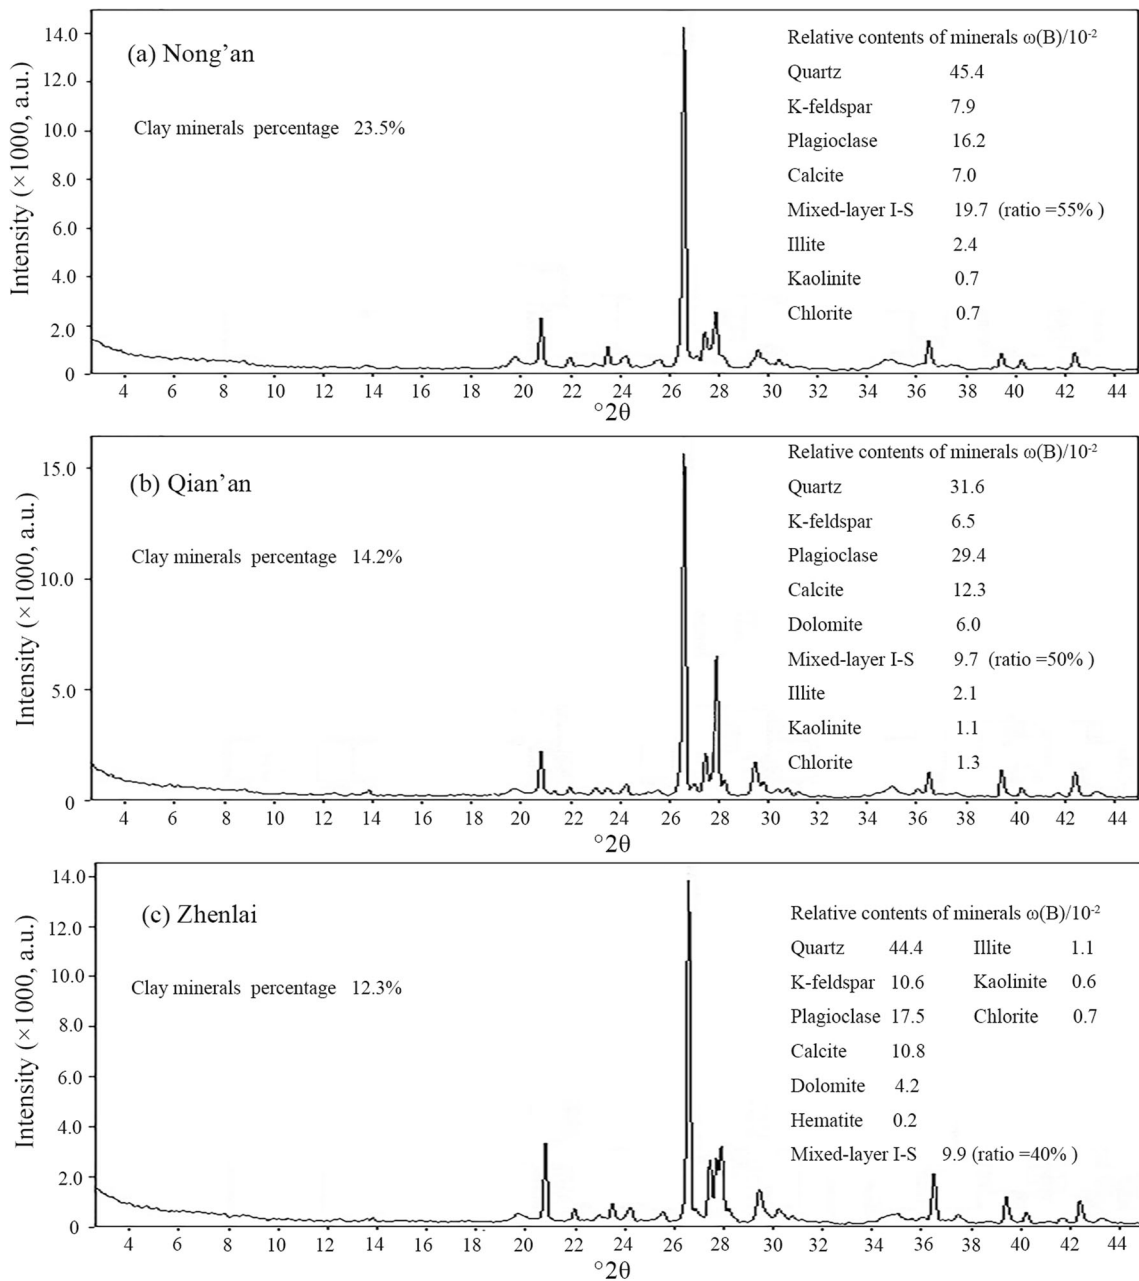 (a) Nong'an
Clay minerals percentage 23.5%
Relative contents of minerals ω(B)/10⁻²
Quartz 45.4
K-feldspar 7.9
Plagioclase 16.2
Calcite 7.0
Mixed-layer I-S 19.7 (ratio =55% )
Illite 2.4
Kaolinite 0.7
Chlorite 0.7
Intensity (×1000, a.u.)
14.0
12.0
10.0
8.0
6.0
4.0
2.0
0
4 6 8 10 12 14 16 18 20 22 24 26 28 30 32 34 36 38 40 42 44
°2θ
(b) Qian'an
Clay minerals percentage 14.2%
Relative contents of minerals ω(B)/10⁻²
Quartz 31.6
K-feldspar 6.5
Plagioclase 29.4
Calcite 12.3
Dolomite 6.0
Mixed-layer I-S 9.7 (ratio =50% )
Illite 2.1
Kaolinite 1.1
Chlorite 1.3
Intensity (×1000, a.u.)
15.0
10.0
5.0
0
4 6 8 10 12 14 16 18 20 22 24 26 28 30 32 34 36 38 40 42 44
°2θ
(c) Zhenlai
Clay minerals percentage 12.3%
Relative contents of minerals ω(B)/10⁻²
Quartz 44.4 Illite 1.1
K-feldspar 10.6 Kaolinite 0.6
Plagioclase 17.5 Chlorite 0.7
Calcite 10.8
Dolomite 4.2
Hematite 0.2
Mixed-layer I-S 9.9 (ratio =40% )
Intensity (×1000, a.u.)
14.0
12.0
10.0
8.0
6.0
4.0
2.0
0
4 6 8 10 12 14 16 18 20 22 24 26 28 30 32 34 36 38 40 42 44
°2θ